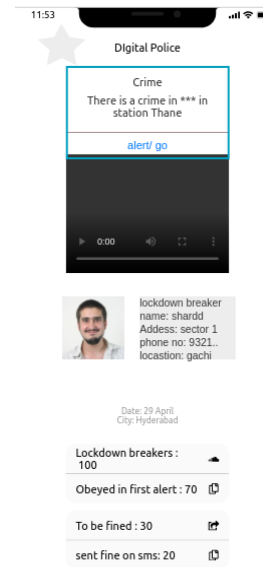 11:53
DIgital Police
Crime
There is a crime in *** in
station Thane
alert/ go
0:00
lockdown breaker
name: shardd
Addess: sector 1
phone no: 9321..
locastion: gachi
Date: 29 April
City: Hyderabad
Lockdown breakers :
100
Obeyed in first alert : 70
To be fined : 30
sent fine on sms: 20